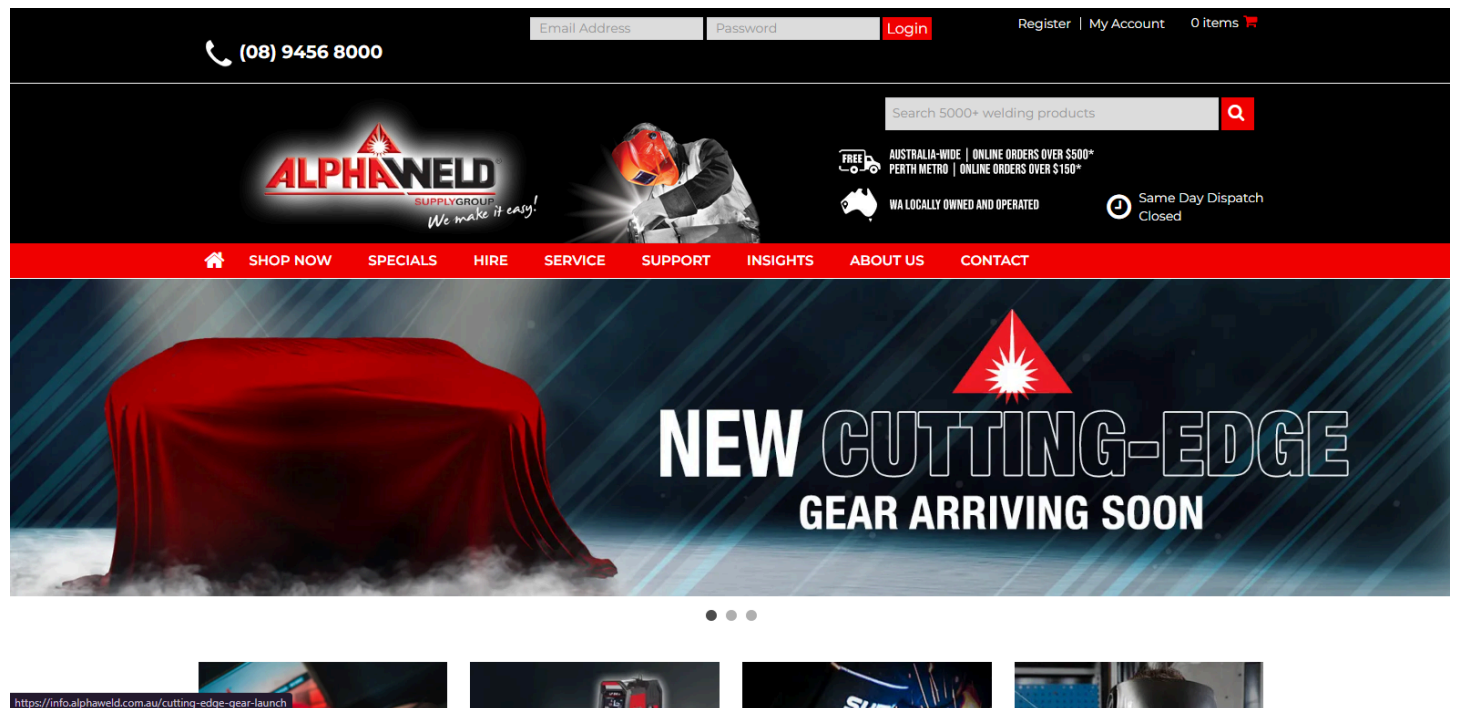 Email Address
Password
Login
Register | My Account
0 items
(08) 9456 8000
Search 5000+ welding products
ALPHAWELD®
SUPPLYGROUP
We make it easy!
FREE
AUSTRALIA-WIDE | ONLINE ORDERS OVER $500*
PERTH METRO | ONLINE ORDERS OVER $150*
WA LOCALLY OWNED AND OPERATED
Same Day Dispatch
Closed
SHOP NOW
SPECIALS
HIRE
SERVICE
SUPPORT
INSIGHTS
ABOUT US
CONTACT
NEW CUTTING-EDGE
GEAR ARRIVING SOON
https://info.alphaweld.com.au/cutting-edge-gear-launch